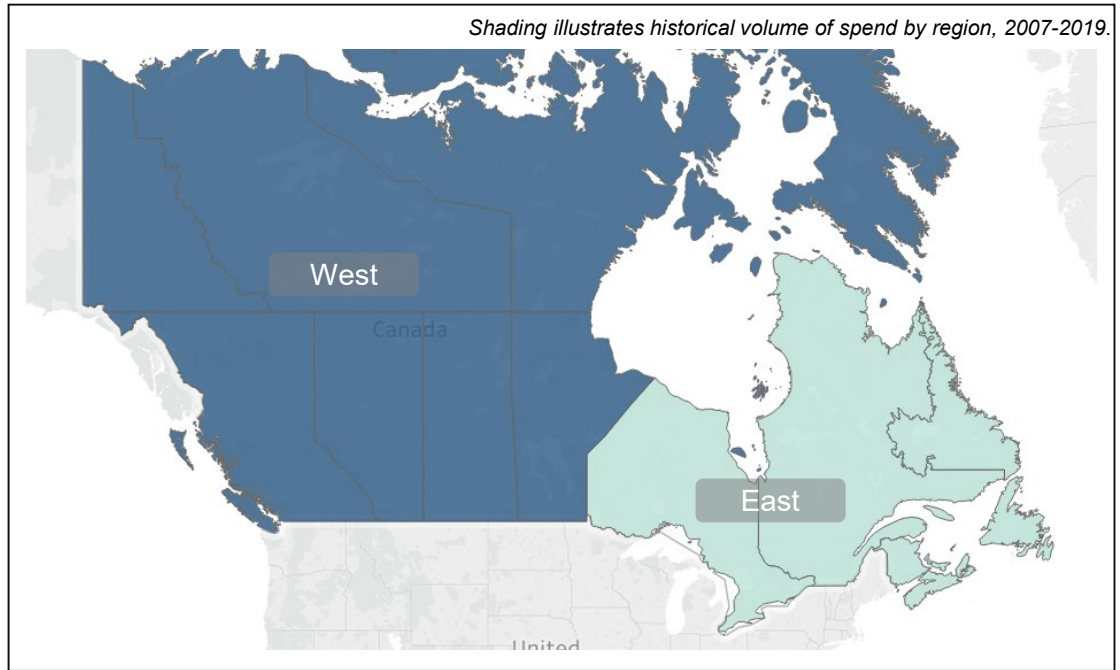 Shading illustrates historical volume of spend by region, 2007-2019.
West
Canada
East
United